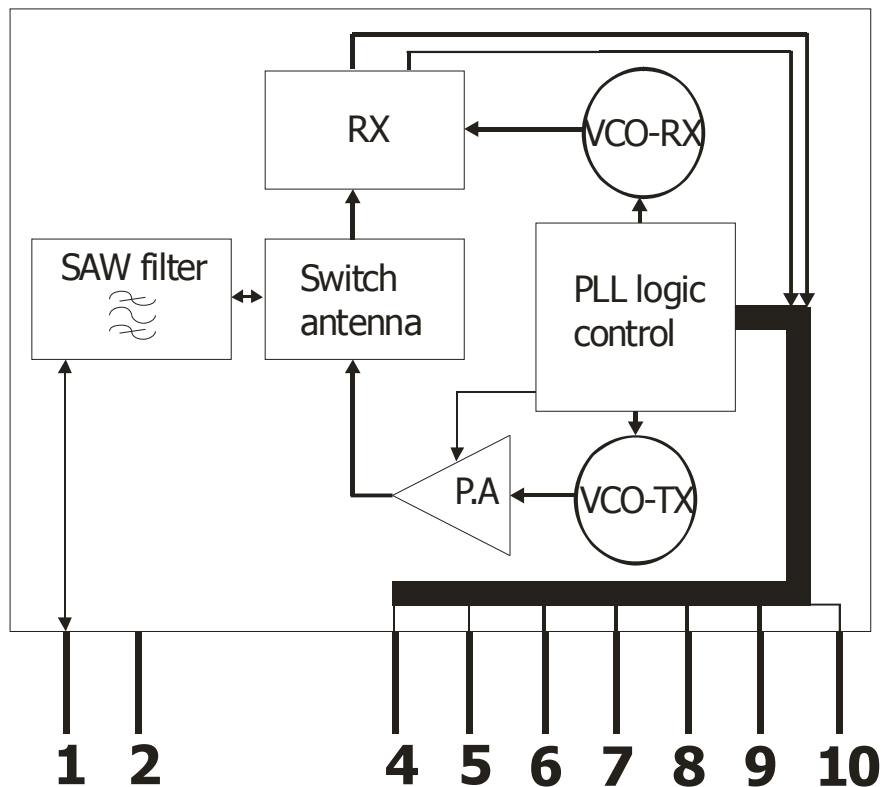 RX
VCO-RX
SAW filter
Switch
antenna
PLL logic
control
P.A
VCO-TX
1 2 4 5 6 7 8 9 10